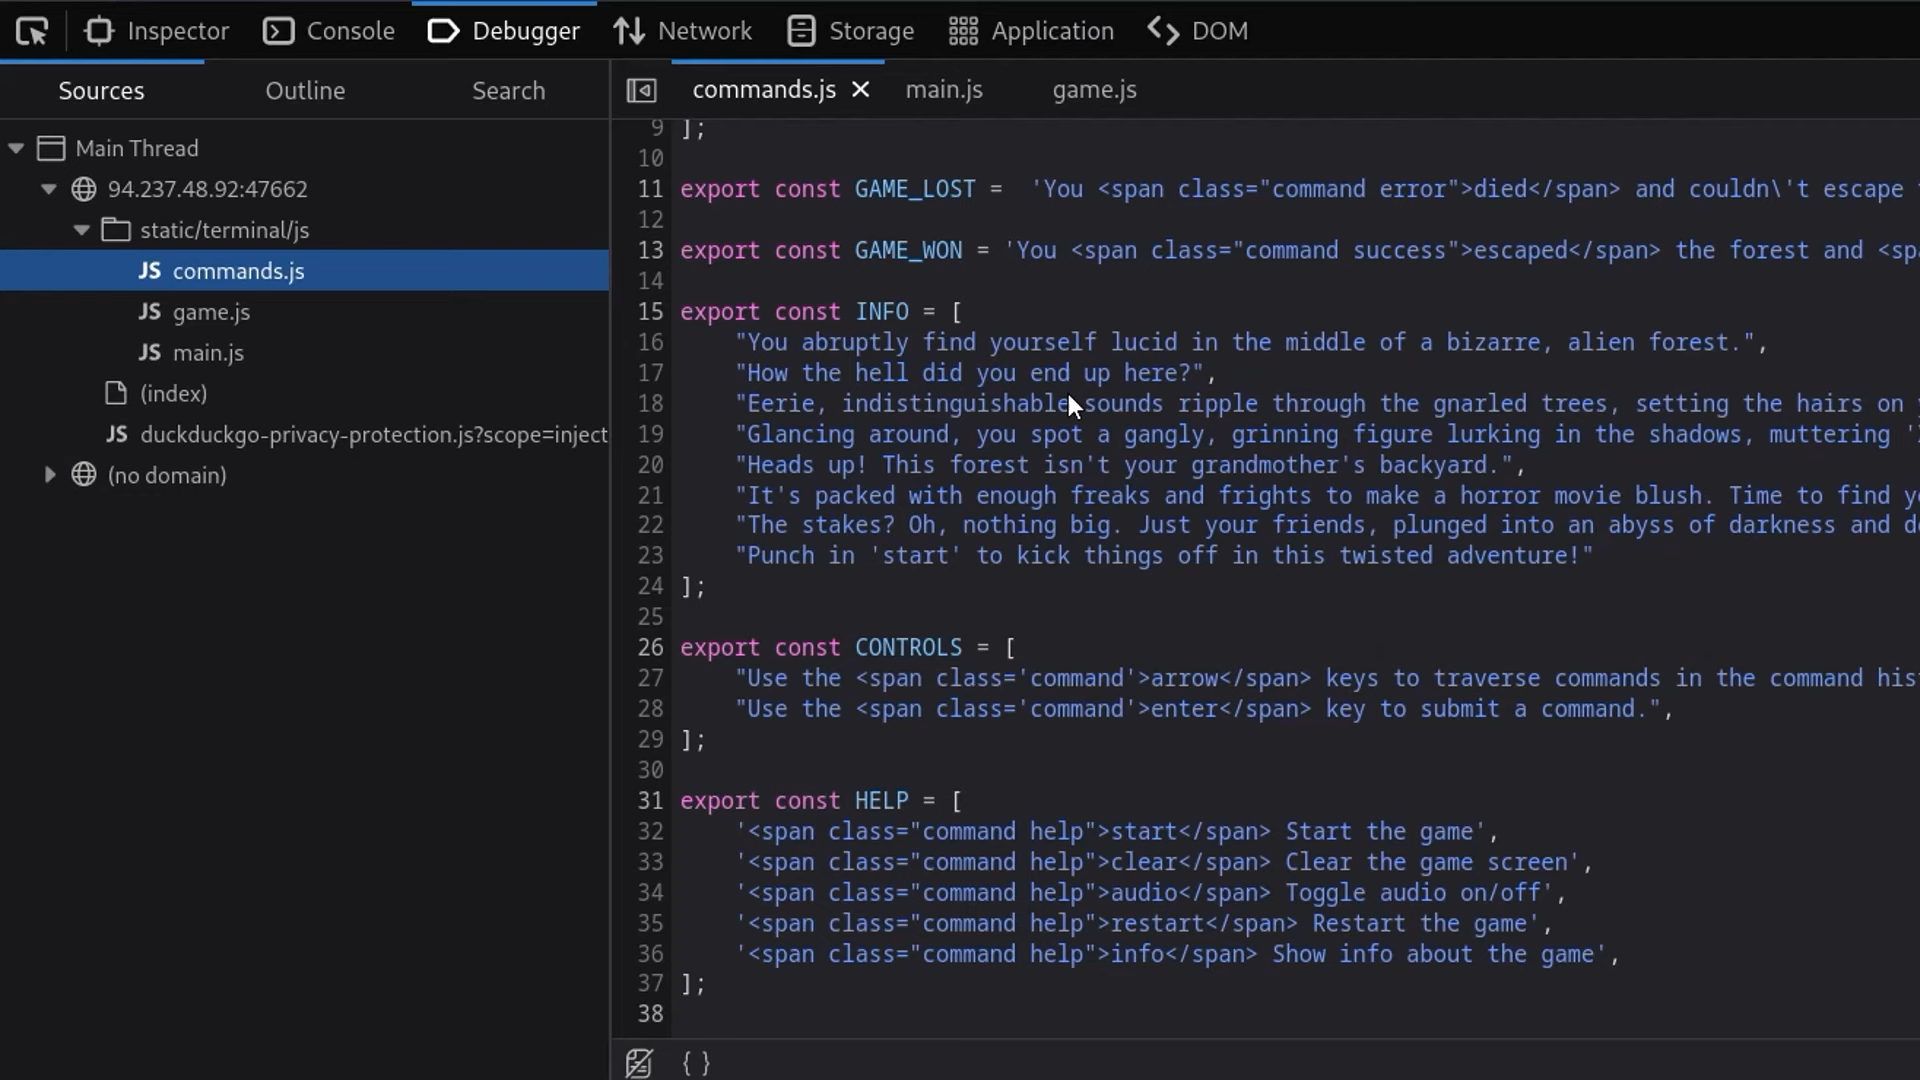 Inspector Console Debugger Network Storage Application DOM
Sources Outline Search
commands.js main.js game.js
Main Thread
94.237.48.92:47662
static/terminal/js
JS commands.js
JS game.js
JS main.js
(index)
JS duckduckgo-privacy-protection.js?scope=inject
(no domain)
9 ];
10
11 export const GAME_LOST =  'You <span class="command error">died</span> and couldn\'t escape
12
13 export const GAME_WON = 'You <span class="command success">escaped</span> the forest and <spa
14
15 export const INFO = [
16 "You abruptly find yourself lucid in the middle of a bizarre, alien forest.",
17 "How the hell did you end up here?",
18 "Eerie, indistinguishable sounds ripple through the gnarled trees, setting the hairs on
19 "Glancing around, you spot a gangly, grinning figure lurking in the shadows, muttering
20 "Heads up! This forest isn't your grandmother's backyard.",
21 "It's packed with enough freaks and frights to make a horror movie blush. Time to find
22 "The stakes? Oh, nothing big. Just your friends, plunged into an abyss of darkness and
23 "Punch in 'start' to kick things off in this twisted adventure!"
24 ];
25
26 export const CONTROLS = [
27 "Use the <span class='command'>arrow</span> keys to traverse commands in the command his
28 "Use the <span class='command'>enter</span> key to submit a command.",
29 ];
30
31 export const HELP = [
32 '<span class="command help">start</span> Start the game',
33 '<span class="command help">clear</span> Clear the game screen',
34 '<span class="command help">audio</span> Toggle audio on/off',
35 '<span class="command help">restart</span> Restart the game',
36 '<span class="command help">info</span> Show info about the game',
37 ];
38
{ }